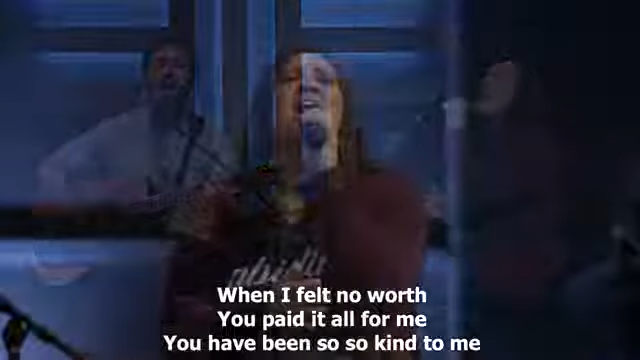 When I felt no worth
You paid it all for me
You have been so so kind to me